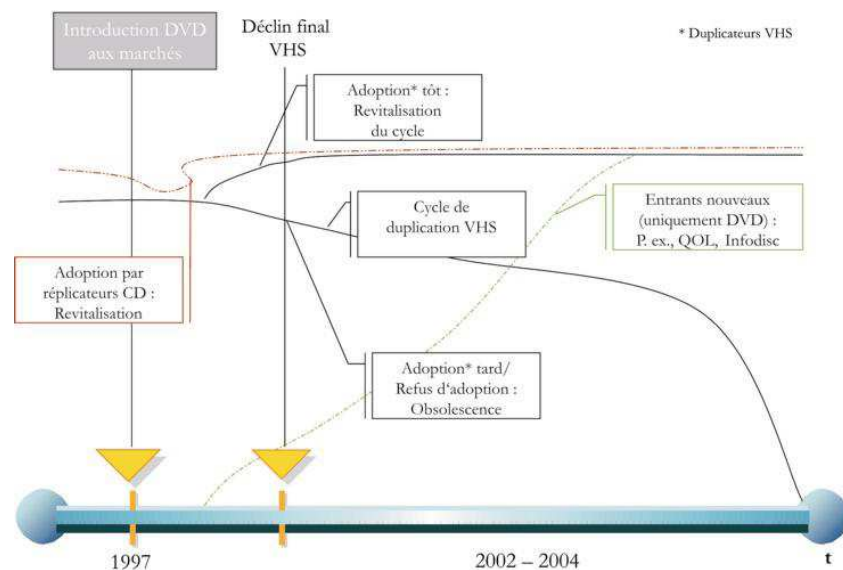 Introduction DVD
aux marchés
Déclin final
VHS
* Duplicateurs VHS
Adoption* tôt :
Revitalisation
du cycle
Cycle de
duplication VHS
Entrants nouveaux
(uniquement DVD) :
P. ex., QOL, Infodisc
Adoption par
réplicateurs CD :
Revitalisation
Adoption* tard/
Refus d'adoption :
Obsolescence
1997
2002 – 2004
t